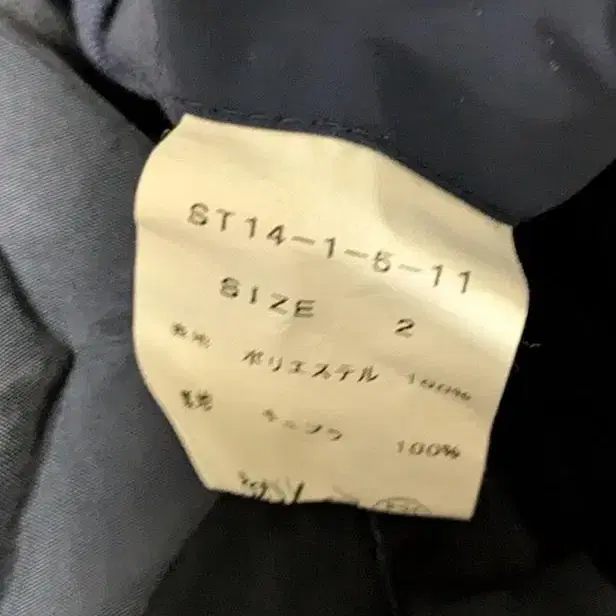 ST14-1-5-11
SIZE 2
表地 ポリエステル 100%
裏地 キュプラ 100%